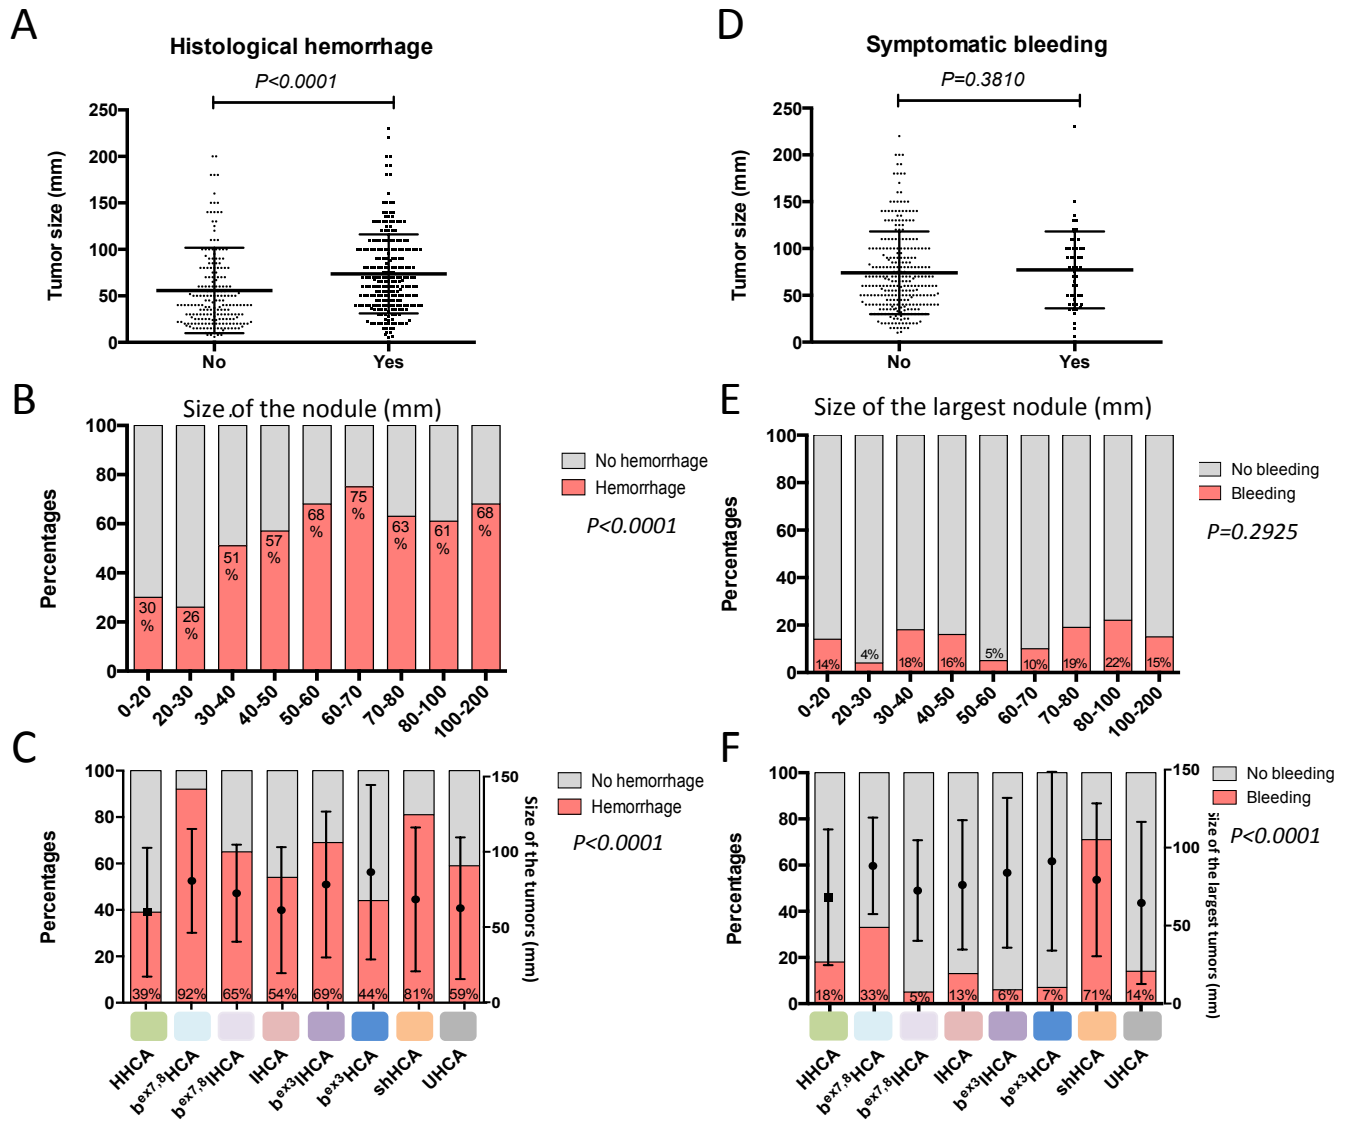 A
Histological hemorrhage
P<0.0001
Tumor size (mm)
250
200
150
100
50
0
No
Yes
D
Symptomatic bleeding
P=0.3810
Tumor size (mm)
250
200
150
100
50
0
No
Yes
B
Size of the nodule (mm)
Percentages
100
80
60
40
20
0
30
%
26
%
51
%
57
%
68
%
75
%
63
%
61
%
68
%
0-20
20-30
30-40
40-50
50-60
60-70
70-80
80-100
100-200
No hemorrhage
Hemorrhage
P<0.0001
E
Size of the largest nodule (mm)
Percentages
100
80
60
40
20
0
14%
4%
18%
16%
5%
10%
19%
22%
15%
0-20
20-30
30-40
40-50
50-60
60-70
70-80
80-100
100-200
No bleeding
Bleeding
P=0.2925
C
Percentages
100
80
60
40
20
0
39%
92%
65%
54%
69%
44%
81%
59%
150
100
50
0
Size of the tumors (mm)
HHCA
b^ex7,8HCA
b^ex7,8IHCA
IHCA
b^ex3IHCA
b^ex3HCA
shHCA
UHCA
No hemorrhage
Hemorrhage
P<0.0001
F
Percentages
100
80
60
40
20
0
18%
33%
5%
13%
6%
7%
71%
14%
150
100
50
0
Size of the largest tumors (mm)
HHCA
b^ex7,8HCA
b^ex7,8IHCA
IHCA
b^ex3IHCA
b^ex3HCA
shHCA
UHCA
No bleeding
Bleeding
P<0.0001